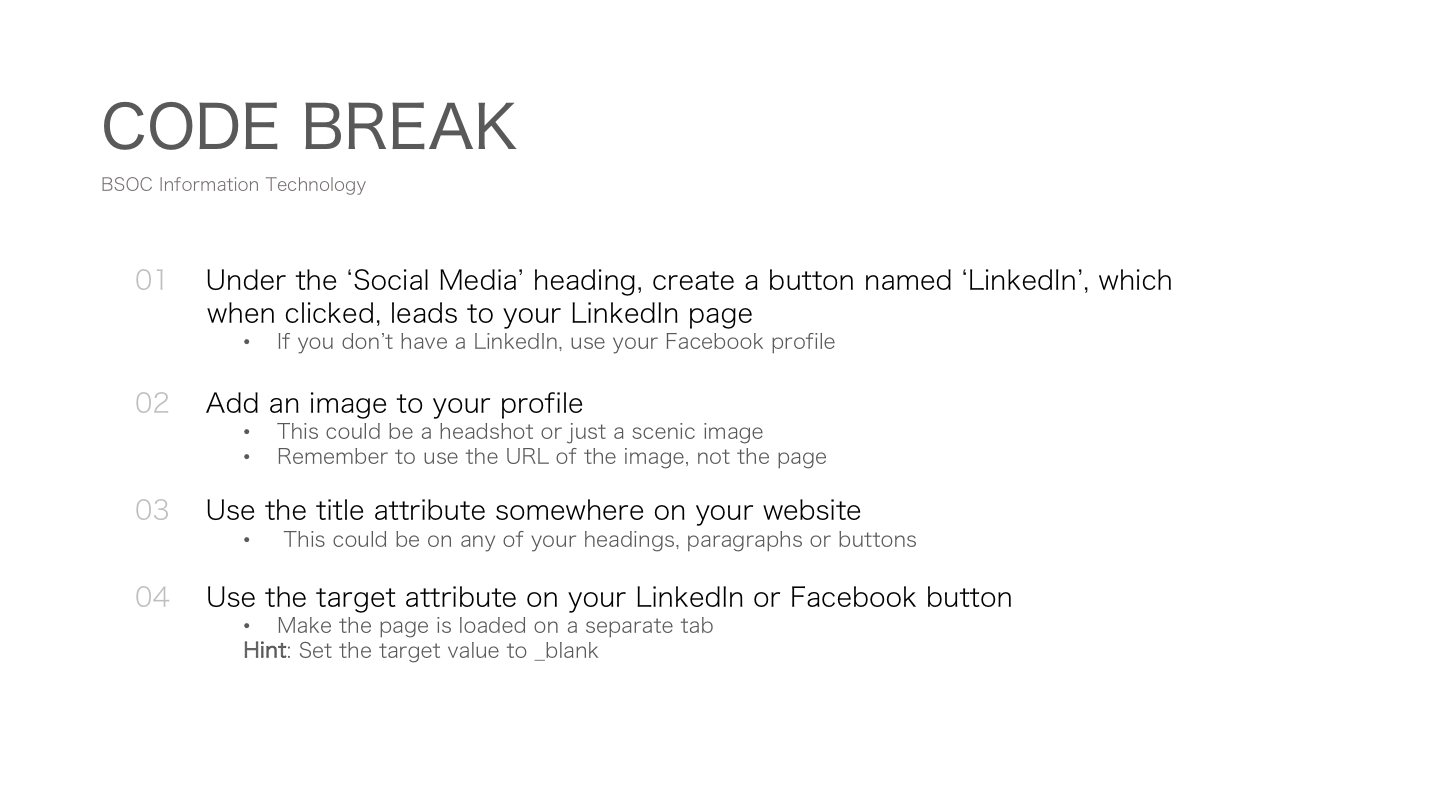 CODE BREAK
BSOC Information Technology
01 Under the ‘Social Media’ heading, create a button named ‘LinkedIn’, which
when clicked, leads to your LinkedIn page
• If you don’t have a LinkedIn, use your Facebook profile
02 Add an image to your profile
• This could be a headshot or just a scenic image
• Remember to use the URL of the image, not the page
03 Use the title attribute somewhere on your website
• This could be on any of your headings, paragraphs or buttons
04 Use the target attribute on your LinkedIn or Facebook button
• Make the page is loaded on a separate tab
Hint: Set the target value to _blank